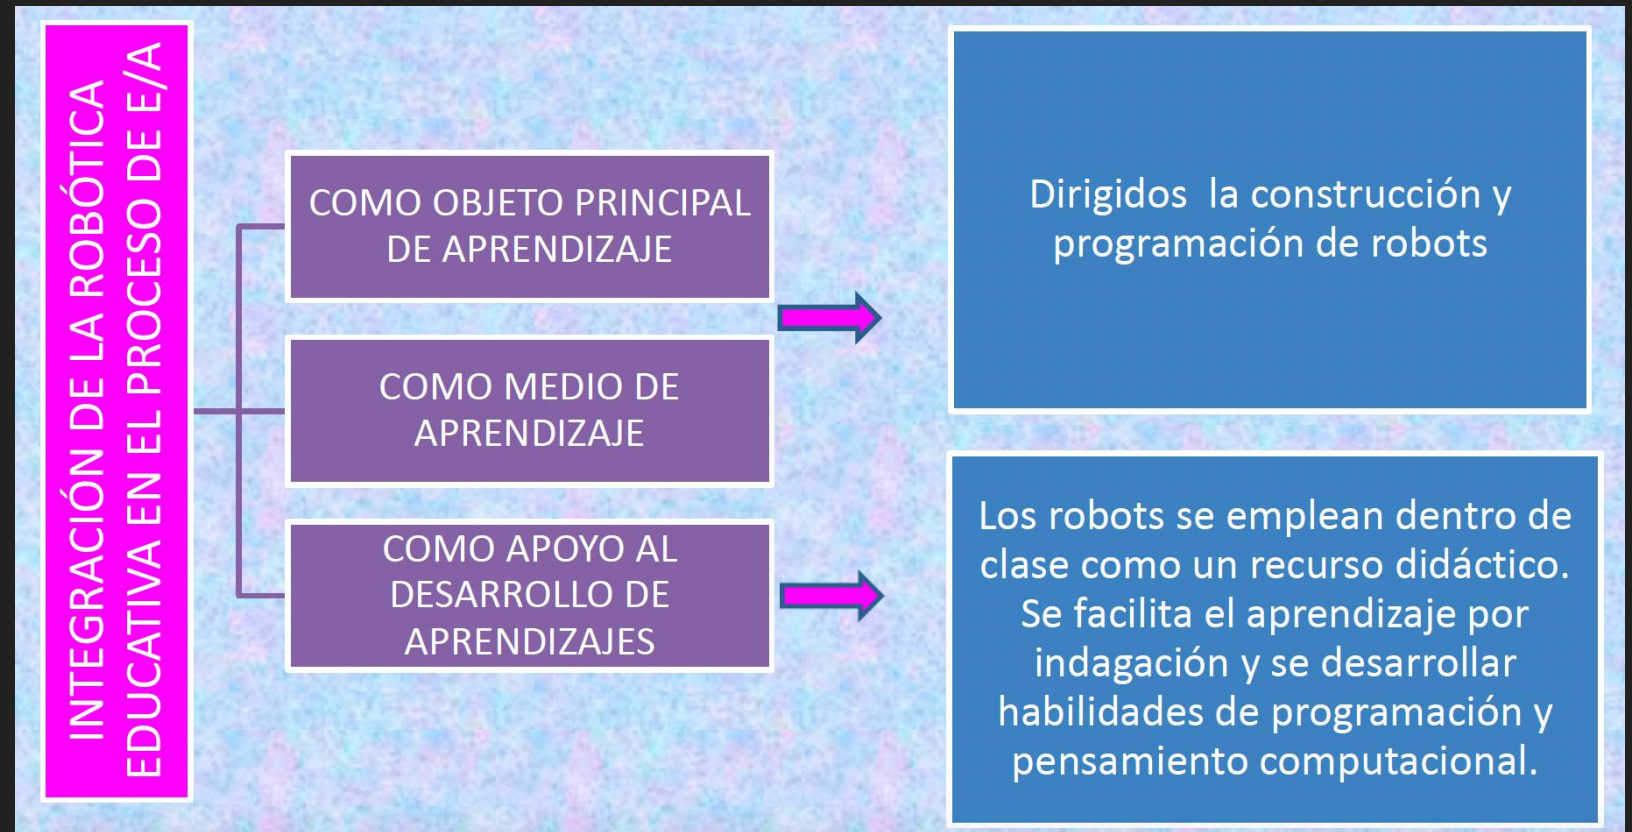 INTEGRACIÓN DE LA ROBÓTICA
EDUCATIVA EN EL PROCESO DE E/A
COMO OBJETO PRINCIPAL
DE APRENDIZAJE
COMO MEDIO DE
APRENDIZAJE
COMO APOYO AL
DESARROLLO DE
APRENDIZAJES
Dirigidos  la construcción y
programación de robots
Los robots se emplean dentro de
clase como un recurso didáctico.
Se facilita el aprendizaje por
indagación y se desarrollar
habilidades de programación y
pensamiento computacional.